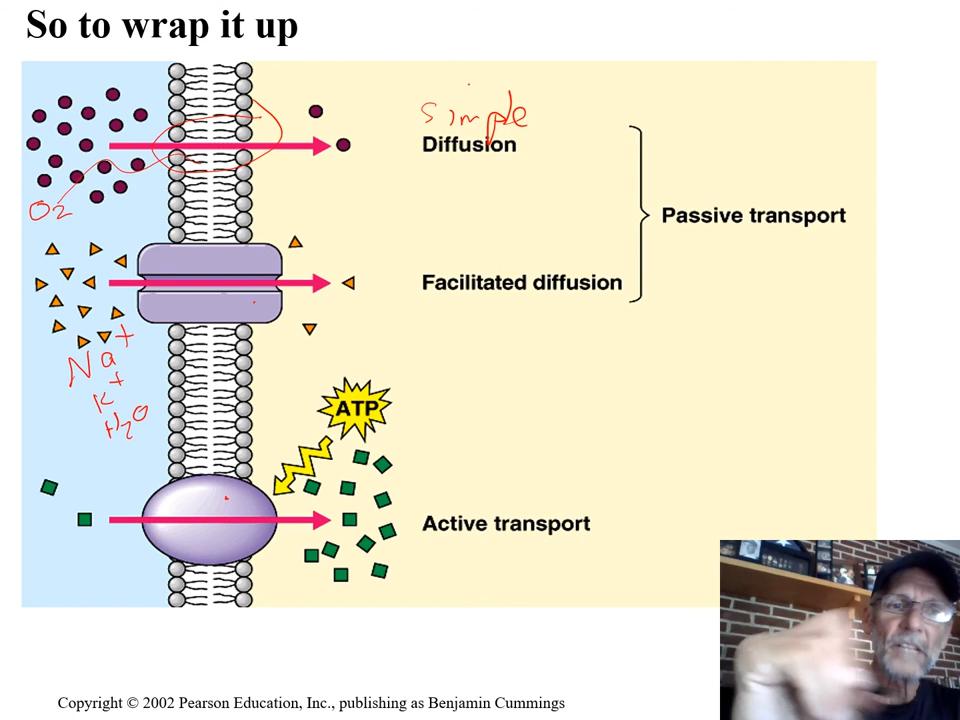 So to wrap it up
simple
Diffusion
O2
Passive transport
Facilitated diffusion
Na+
K+
H2O
ATP
Active transport
Copyright © 2002 Pearson Education, Inc., publishing as Benjamin Cummings